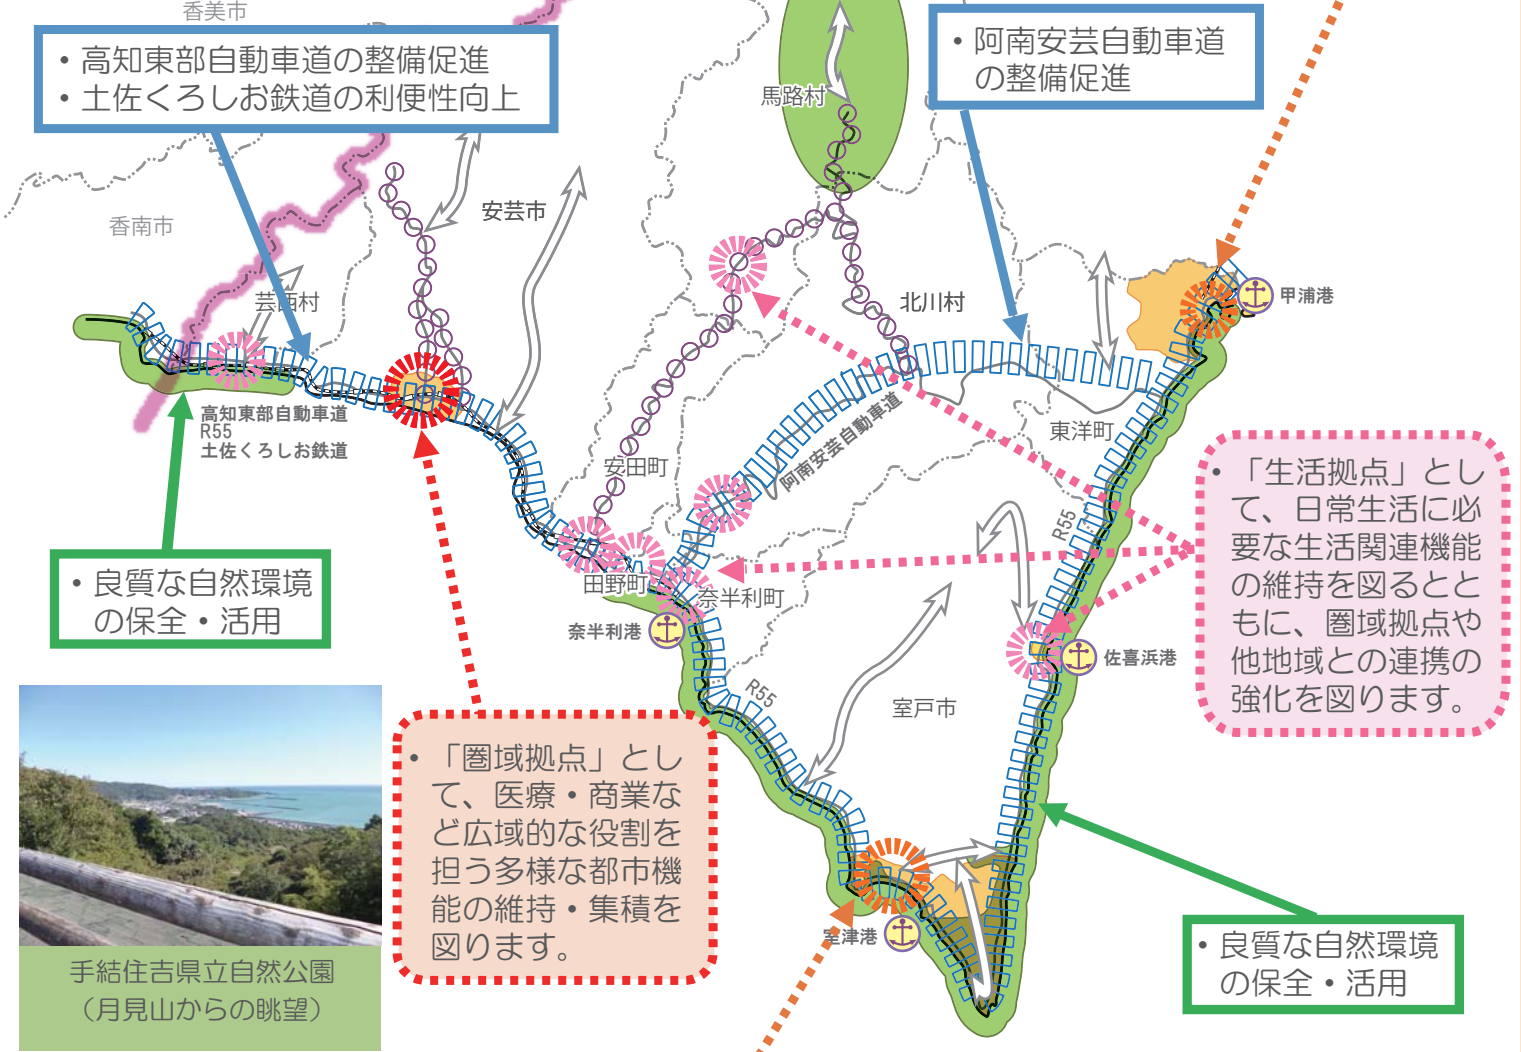 香美市
・高知東部自動車道の整備促進
・土佐くろしお鉄道の利便性向上
・阿南安芸自動車道
の整備促進
馬路村
安芸市
香南市
芸西村
北川村
甲浦港
高知東部自動車道
R55
土佐くろしお鉄道
阿南安芸自動車道
東洋町
安田町
R55
・「生活拠点」とし
て、日常生活に必
要な生活関連機能
の維持を図るとと
もに、圏域拠点や
他地域との連携の
強化を図ります。
・良質な自然環境
の保全・活用
田野町
奈半利町
奈半利港
佐喜浜港
R55
室戸市
・「圏域拠点」とし
て、医療・商業な
ど広域的な役割を
担う多様な都市機
能の維持・集積を
図ります。
室津港
・良質な自然環境
の保全・活用
手結住吉県立自然公園
（月見山からの眺望）